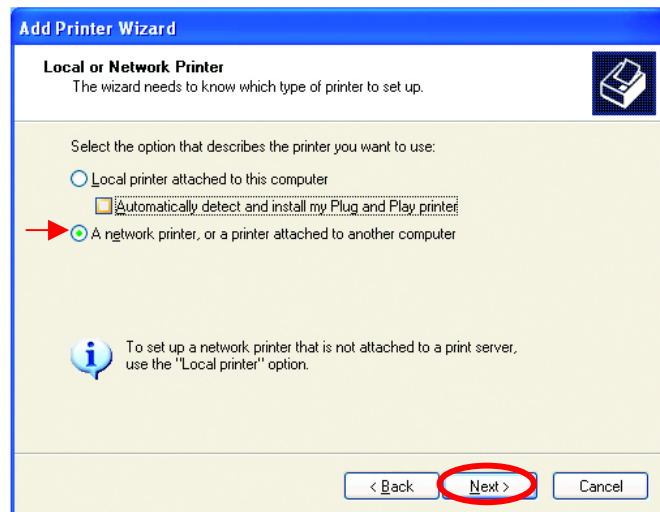 Add Printer Wizard
Local or Network Printer
The wizard needs to know which type of printer to set up.
Select the option that describes the printer you want to use:
Local printer attached to this computer
Automatically detect and install my Plug and Play printer
A network printer, or a printer attached to another computer
To set up a network printer that is not attached to a print server,
use the "Local printer" option.
< Back Next > Cancel